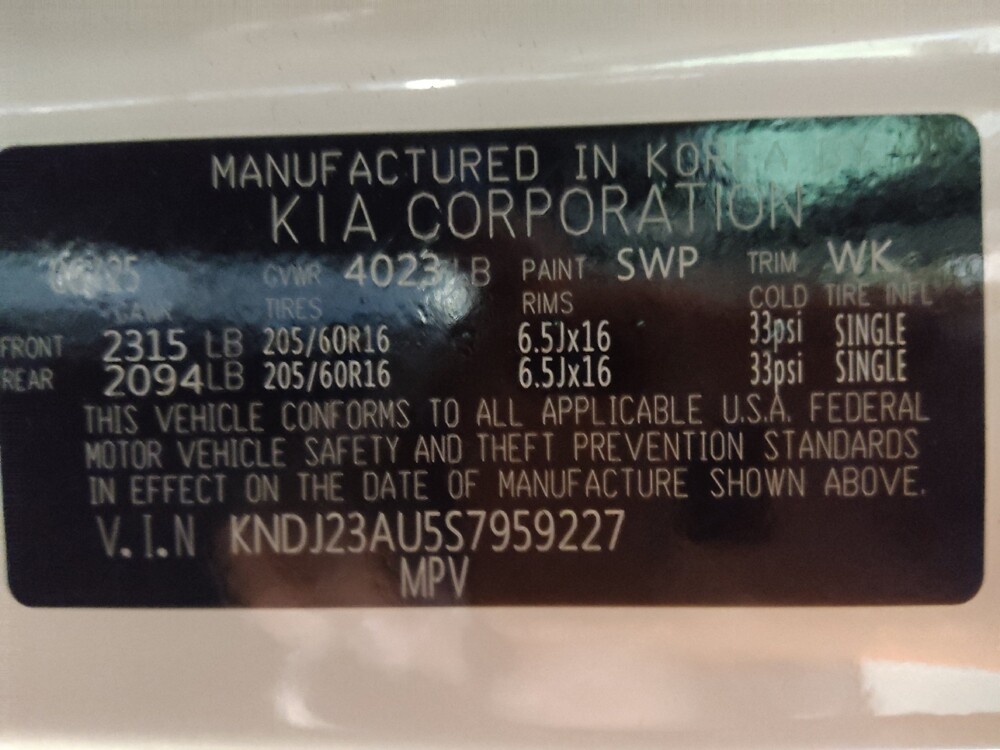 MANUFACTURED IN KOREA
KIA CORPORATION
GVWR 4023 LB PAINT SWP TRIM WK
GAWR TIRES RIMS COLD TIRE INFL
FRONT 2315 LB 205/60R16 6.5Jx16 33psi SINGLE
REAR 2094LB 205/60R16 6.5Jx16 33psi SINGLE
THIS VEHICLE CONFORMS TO ALL APPLICABLE U.S.A. FEDERAL
MOTOR VEHICLE SAFETY AND THEFT PREVENTION STANDARDS
IN EFFECT ON THE DATE OF MANUFACTURE SHOWN ABOVE.
V.I.N KNDJ23AU5S7959227
MPV